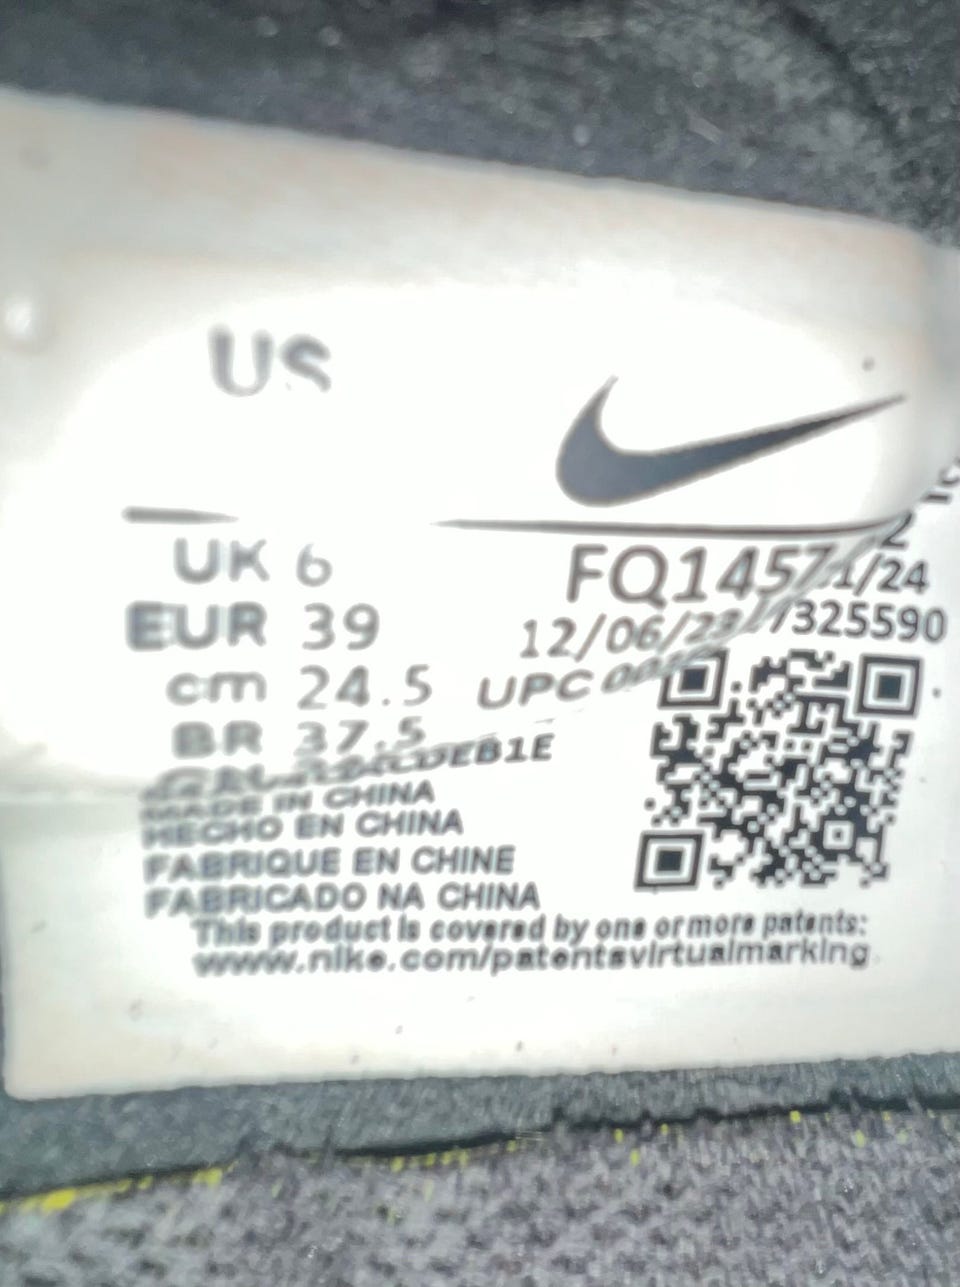 US
UK 6
EUR 39
cm 24.5
BR 37.5
FQ1457
12/06/23
1/24
325590
UPC
MADE IN CHINA
HECHO EN CHINA
FABRIQUE EN CHINE
FABRICADO NA CHINA
This product is covered by one or more patents:
www.nike.com/patentsvirtualmarking